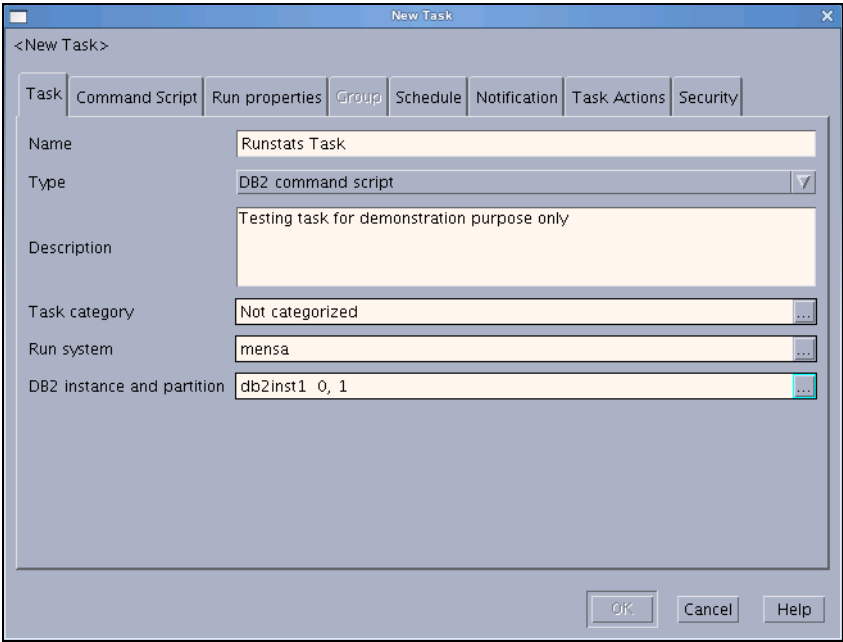 New Task
<New Task>
Task Command Script Run properties Group Schedule Notification Task Actions Security
Name Runstats Task
Type DB2 command script
Description Testing task for demonstration purpose only
Task category Not categorized ...
Run system mensa ...
DB2 instance and partition db2inst1 0, 1 ...
OK Cancel Help